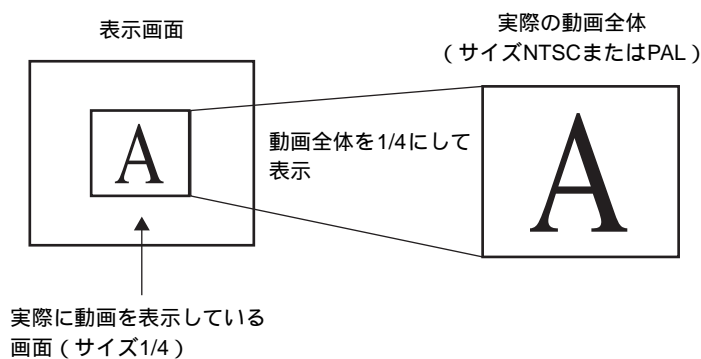 表示画面
実際の動画全体
（サイズNTSCまたはPAL）
A
動画全体を1/4にして
表示
A
実際に動画を表示している
画面（サイズ1/4）